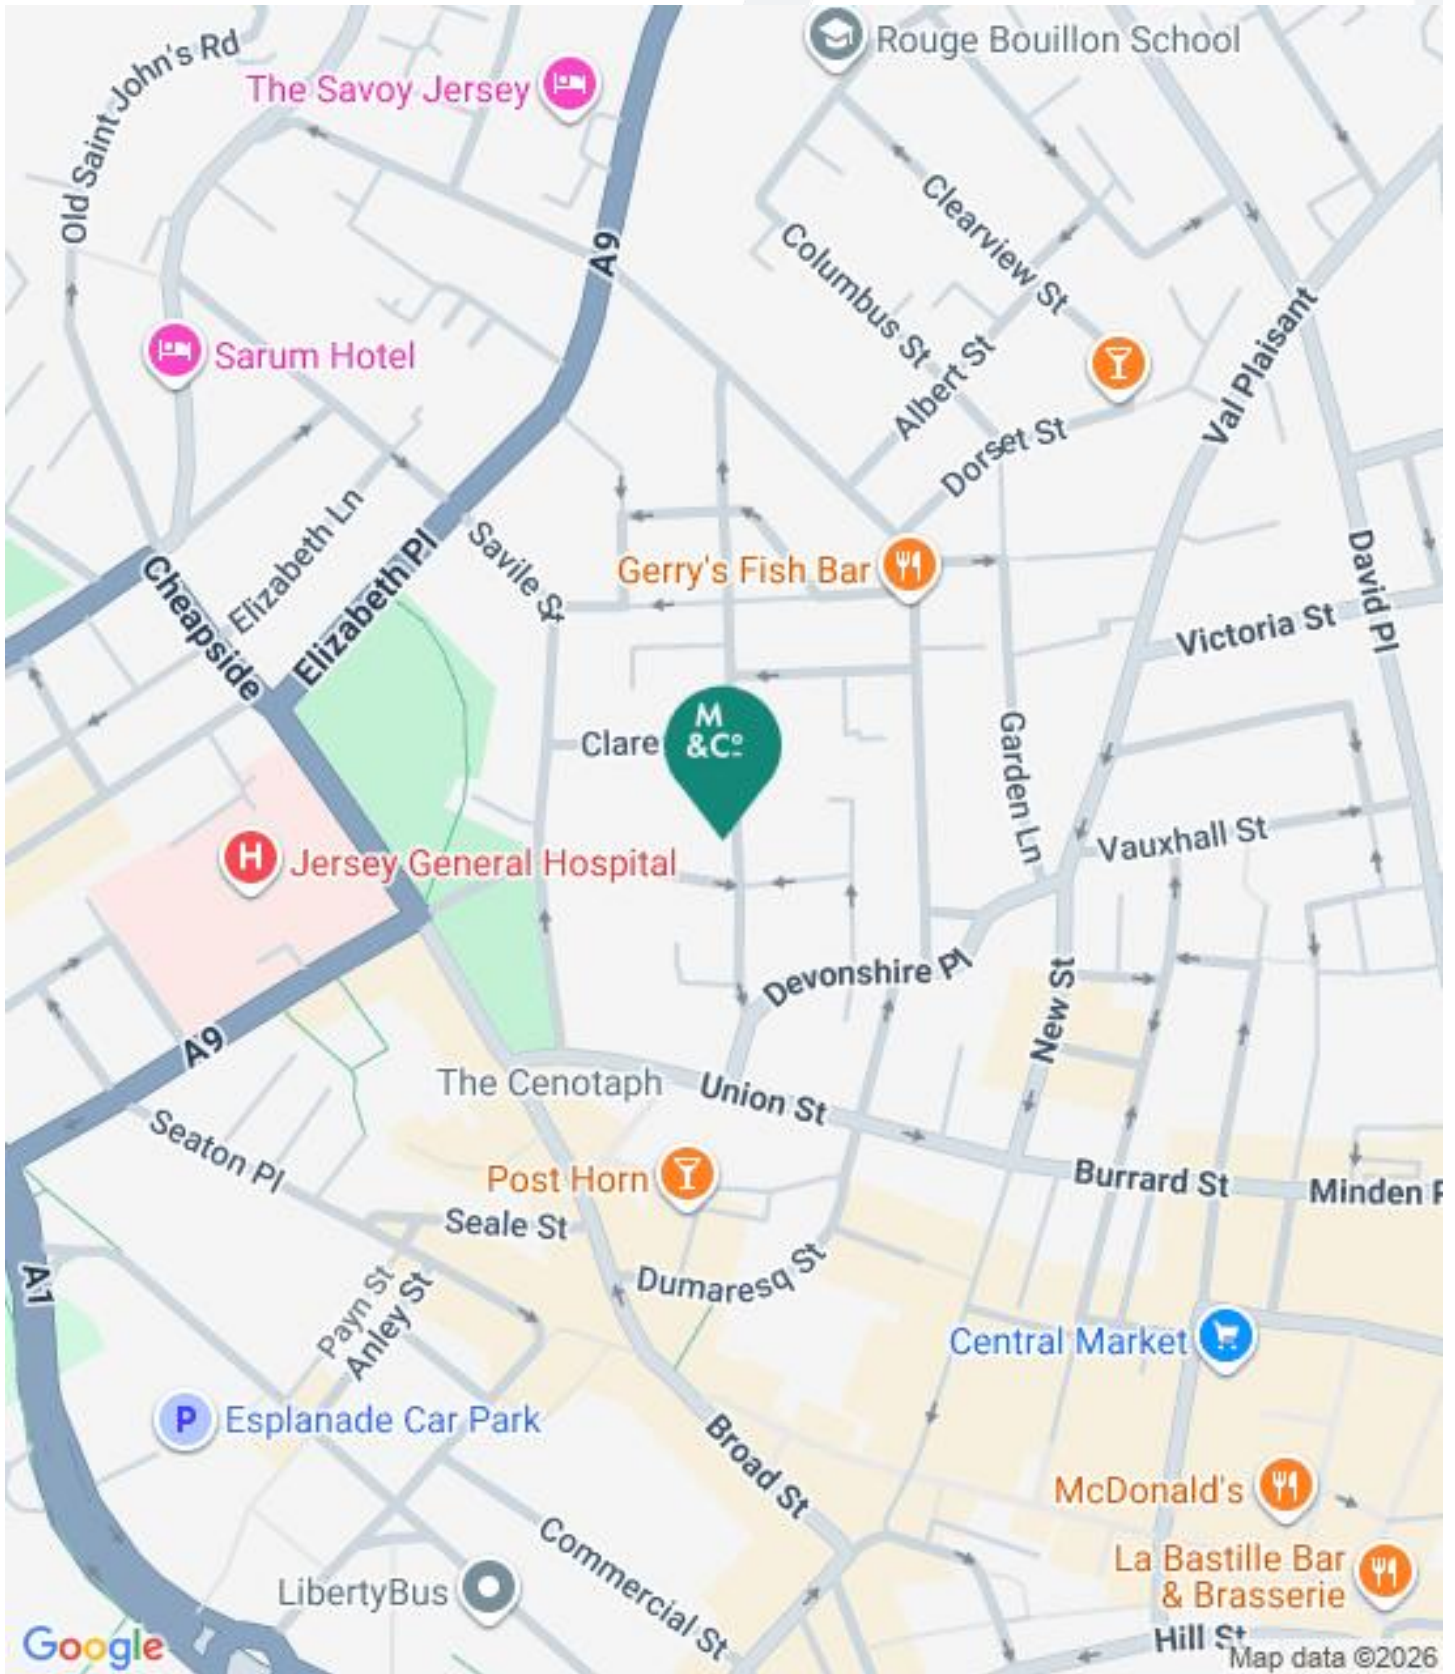 Rouge Bouillon School
Old Saint John's Rd
The Savoy Jersey
A9
Clearview St
Columbus St
Sarum Hotel
Albert St
Val Plaisant
Dorset St
Elizabeth Ln
Savile St
Elizabeth Pl
Gerry's Fish Bar
David Pl
Cheapside
Victoria St
M
&Cº
Clare
Garden Ln
Vauxhall St
H
Jersey General Hospital
Devonshire Pl
New St
A9
The Cenotaph
Union St
Seaton Pl
Post Horn
Burrard St
Minden P
Seale St
A1
Dumaresq St
Payn St
Anley St
Central Market
P
Esplanade Car Park
Broad St
McDonald's
Commercial St
La Bastille Bar
& Brasserie
LibertyBus
Hill St
Google
Map data ©2026